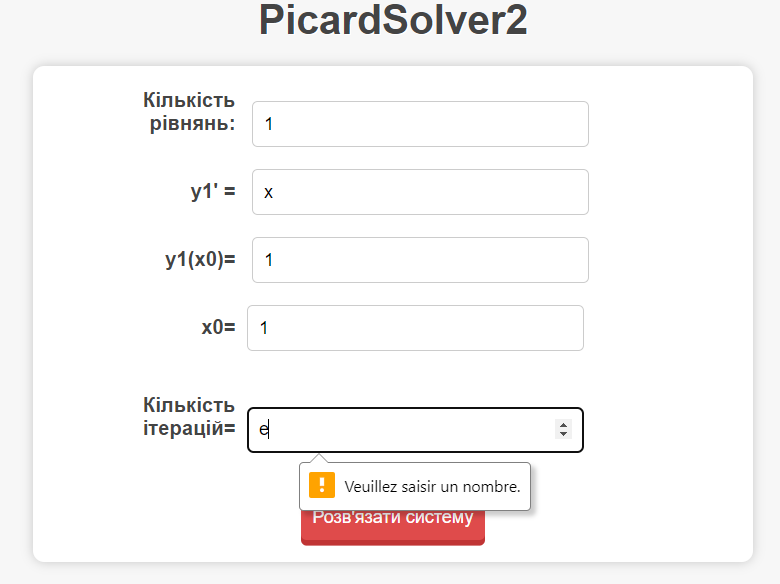 PicardSolver2
Кількість
рівнянь:
1
y1' =
x
y1(x0)=
1
x0=
1
Кількість
ітерацій=
e
Veuillez saisir un nombre.
Розв'язати систему